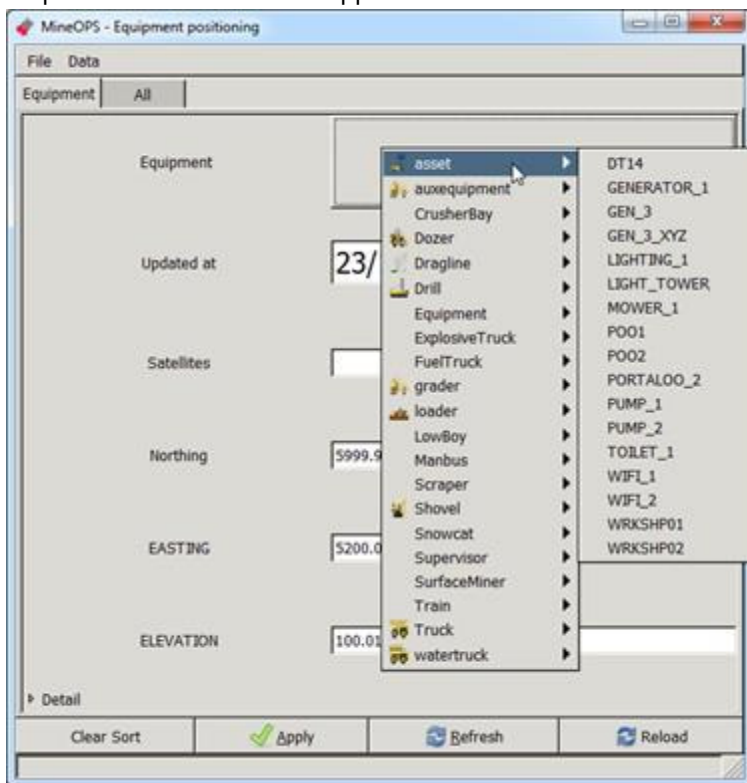 MineOPS - Equipment positioning
File Data
Equipment All
Equipment
Updated at
23/
Satellites
Northing
5999.9
EASTING
5200.0
ELEVATION
100.01
Detail
asset
auxequipment
CrusherBay
Dozer
Dragline
Drill
Equipment
ExplosiveTruck
FuelTruck
grader
loader
LowBoy
Manbus
Scraper
Shovel
Snowcat
Supervisor
SurfaceMiner
Train
Truck
watertruck
DT14
GENERATOR_1
GEN_3
GEN_3_XYZ
LIGHTING_1
LIGHT_TOWER
MOWER_1
POO1
POO2
PORTALOO_2
PUMP_1
PUMP_2
TOILET_1
WIFI_1
WIFI_2
WRKSHP01
WRKSHP02
Clear Sort Apply Refresh Reload